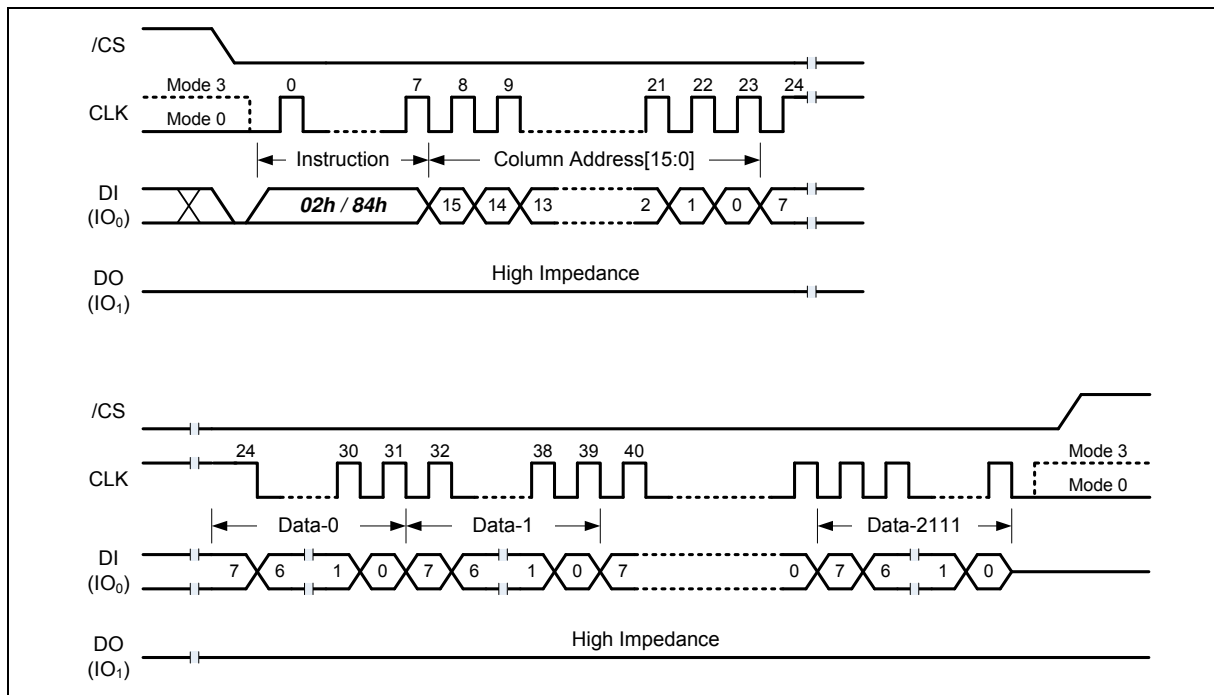 /CS
Mode 3 0 7 8 9 21 22 23 24
CLK
Mode 0
Instruction Column Address[15:0]
DI
(IO0)
02h / 84h 15 14 13 2 1 0 7
High Impedance
DO
(IO1)
/CS
24 30 31 32 38 39 40
Mode 3
CLK
Mode 0
Data-0 Data-1 Data-2111
DI
(IO0)
7 6 1 0 7 6 1 0 7 0 7 6 1 0
High Impedance
DO
(IO1)